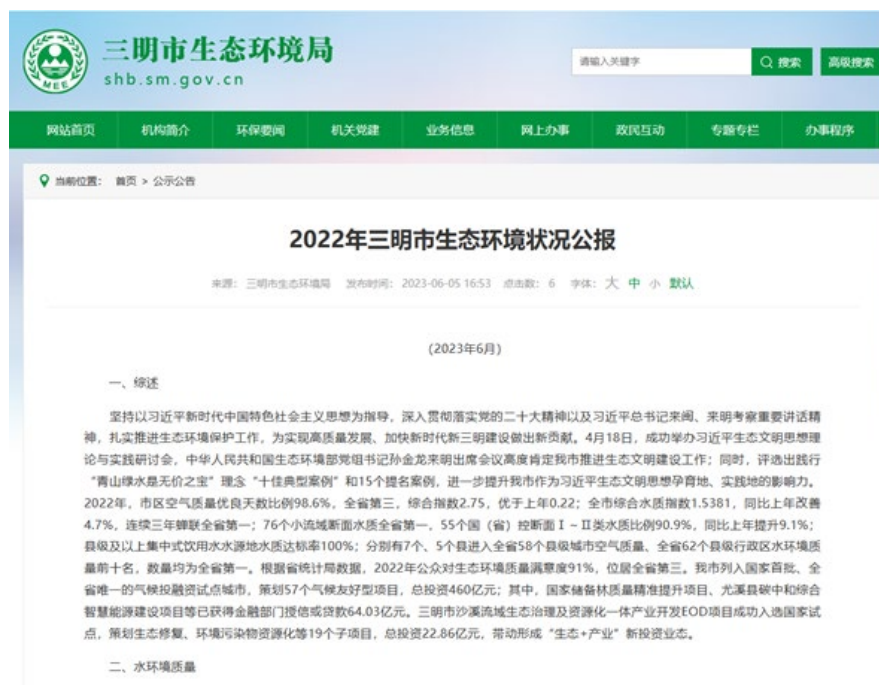 三明市生态环境局
shb.sm.gov.cn
MEE
请输入关键字
搜索
高级搜索
网站首页 机构简介 环保要闻 机关党建 业务信息 网上办事 政民互动 专题专栏 办事程序
当前位置： 首页 > 公示公告
2022年三明市生态环境状况公报
来源：三明市生态环境局 发布时间：2023-06-05 16:53 点击数：6 字体：大 中 小 默认
(2023年6月)
一、综述
坚持以习近平新时代中国特色社会主义思想为指导，深入贯彻落实党的二十大精神以及习近平总书记来闽、来明考察重要讲话精
神，扎实推进生态环境保护工作，为实现高质量发展、加快新时代新三明建设做出新贡献。4月18日，成功举办习近平生态文明思想理
论与实践研讨会，中华人民共和国生态环境部党组书记孙金龙来明出席会议高度肯定我市推进生态文明建设工作；同时，评选出践行
“青山绿水是无价之宝”理念“十佳典型案例”和15个提名案例，进一步提升我市作为习近平生态文明思想孕育地、实践地的影响力。
2022年，市区空气质量优良天数比例98.6%，全省第三，综合指数2.75，优于上年0.22；全市综合水质指数1.5381，同比上年改善
4.7%，连续三年蝉联全省第一；76个小流域断面水质全省第一，55个国（省）控断面Ⅰ~Ⅱ类水质比例90.9%，同比上年提升9.1%；
县级及以上集中式饮用水水源地水质达标率100%；分别有7个、5个县进入全省58个县级城市空气质量、全省62个县级行政区水环境质
量前十名，数量均为全省第一。根据省统计局数据，2022年公众对生态环境质量满意度91%，位居全省第三。我市列入国家首批、全
省唯一的气候投融资试点城市，策划57个气候友好型项目，总投资460亿元；其中，国家储备林质量精准提升项目、尤溪县碳中和综合
智慧能源建设项目等已获得金融部门授信或贷款64.03亿元。三明市沙溪流域生态治理及资源化一体产业开发EOD项目成功入选国家试
点，策划生态修复、环境污染物资源化等19个子项目，总投资22.86亿元，带动形成“生态+产业”新投资业态。
二、水环境质量